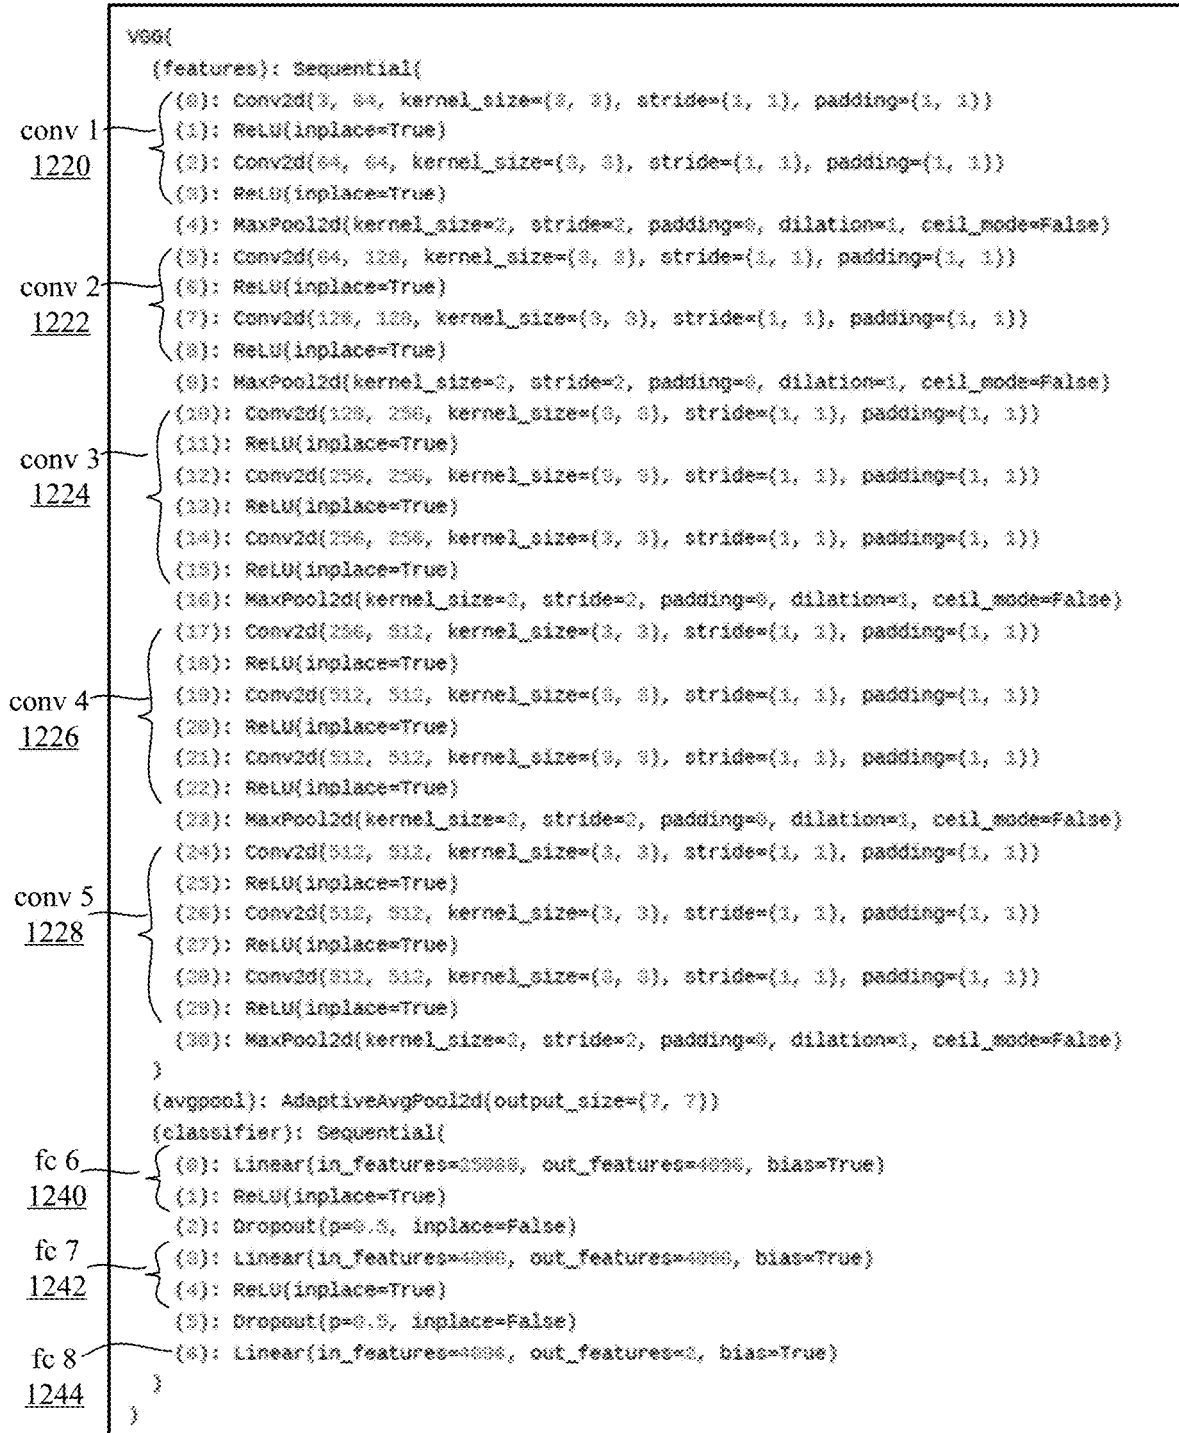 VGG(
(features): Sequential(
(0): Conv2d(3, 64, kernel_size=(3, 3), stride=(1, 1), padding=(1, 1))
conv 1
(1): ReLU(inplace=True)
1220
(2): Conv2d(64, 64, kernel_size=(3, 3), stride=(1, 1), padding=(1, 1))
(3): ReLU(inplace=True)
(4): MaxPool2d(kernel_size=2, stride=2, padding=0, dilation=1, ceil_mode=False)
(5): Conv2d(64, 128, kernel_size=(3, 3), stride=(1, 1), padding=(1, 1))
conv 2
(6): ReLU(inplace=True)
1222
(7): Conv2d(128, 128, kernel_size=(3, 3), stride=(1, 1), padding=(1, 1))
(8): ReLU(inplace=True)
(9): MaxPool2d(kernel_size=2, stride=2, padding=0, dilation=1, ceil_mode=False)
(10): Conv2d(128, 256, kernel_size=(3, 3), stride=(1, 1), padding=(1, 1))
(11): ReLU(inplace=True)
conv 3
(12): Conv2d(256, 256, kernel_size=(3, 3), stride=(1, 1), padding=(1, 1))
1224
(13): ReLU(inplace=True)
(14): Conv2d(256, 256, kernel_size=(3, 3), stride=(1, 1), padding=(1, 1))
(15): ReLU(inplace=True)
(16): MaxPool2d(kernel_size=2, stride=2, padding=0, dilation=1, ceil_mode=False)
(17): Conv2d(256, 512, kernel_size=(3, 3), stride=(1, 1), padding=(1, 1))
(18): ReLU(inplace=True)
(19): Conv2d(512, 512, kernel_size=(3, 3), stride=(1, 1), padding=(1, 1))
conv 4
(20): ReLU(inplace=True)
1226
(21): Conv2d(512, 512, kernel_size=(3, 3), stride=(1, 1), padding=(1, 1))
(22): ReLU(inplace=True)
(23): MaxPool2d(kernel_size=2, stride=2, padding=0, dilation=1, ceil_mode=False)
(24): Conv2d(512, 512, kernel_size=(3, 3), stride=(1, 1), padding=(1, 1))
(25): ReLU(inplace=True)
conv 5
(26): Conv2d(512, 512, kernel_size=(3, 3), stride=(1, 1), padding=(1, 1))
1228
(27): ReLU(inplace=True)
(28): Conv2d(512, 512, kernel_size=(3, 3), stride=(1, 1), padding=(1, 1))
(29): ReLU(inplace=True)
(30): MaxPool2d(kernel_size=2, stride=2, padding=0, dilation=1, ceil_mode=False)
)
(avgpool): AdaptiveAvgPool2d(output_size=(7, 7))
(classifier): Sequential(
fc 6
(0): Linear(in_features=25088, out_features=4096, bias=True)
1240
(1): ReLU(inplace=True)
(2): Dropout(p=0.5, inplace=False)
fc 7
(3): Linear(in_features=4096, out_features=4096, bias=True)
1242
(4): ReLU(inplace=True)
(5): Dropout(p=0.5, inplace=False)
fc 8
(6): Linear(in_features=4096, out_features=2, bias=True)
1244
)
)